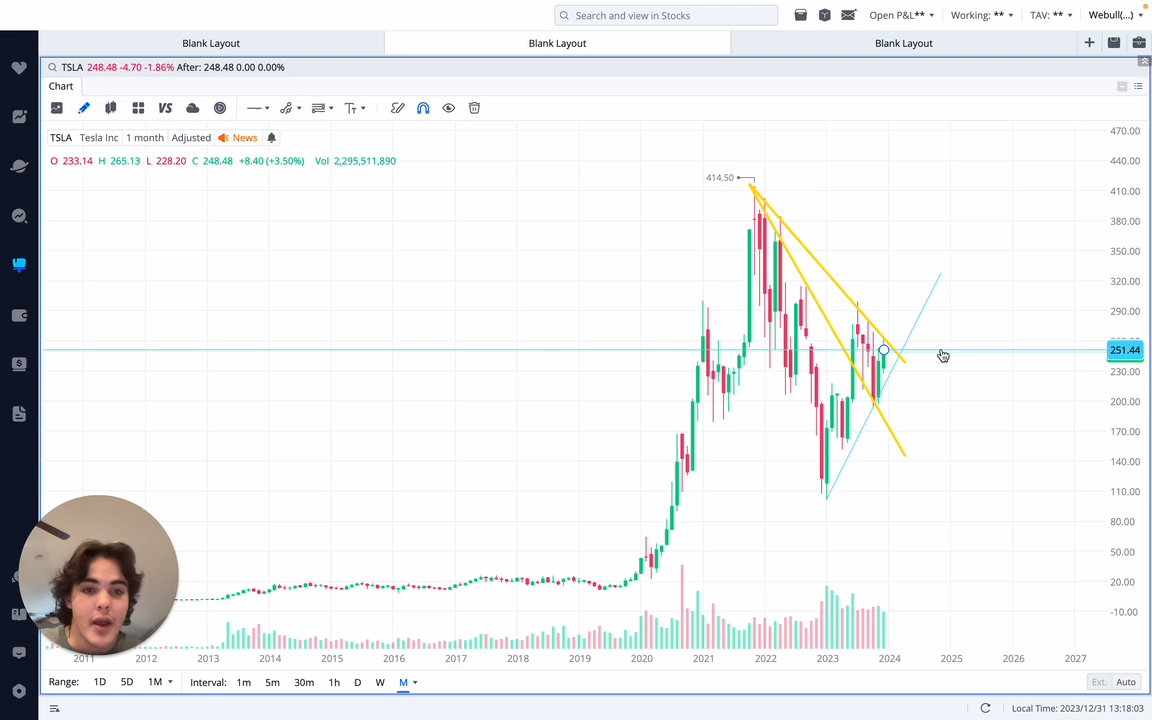 Search and view in Stocks
Open P&L**
Working: **
TAV: **
Webull(...)
Blank Layout
Blank Layout
Blank Layout
TSLA 248.48 -4.70 -1.86% After: 248.48 0.00 0.00%
Chart
VS
TSLA Tesla Inc 1 month Adjusted News
O 233.14 H 265.13 L 228.20 C 248.48 +8.40 (+3.50%) Vol 2,295,511,890
414.50
470.00
440.00
410.00
380.00
350.00
320.00
290.00
251.44
230.00
200.00
170.00
140.00
110.00
80.00
50.00
20.00
-10.00
2011 2012 2013 2014 2015 2016 2017 2018 2019 2020 2021 2022 2023 2024 2025 2026 2027
Range: 1D 5D 1M Interval: 1m 5m 30m 1h D W M
Ext. Auto
Local Time: 2023/12/31 13:18:03